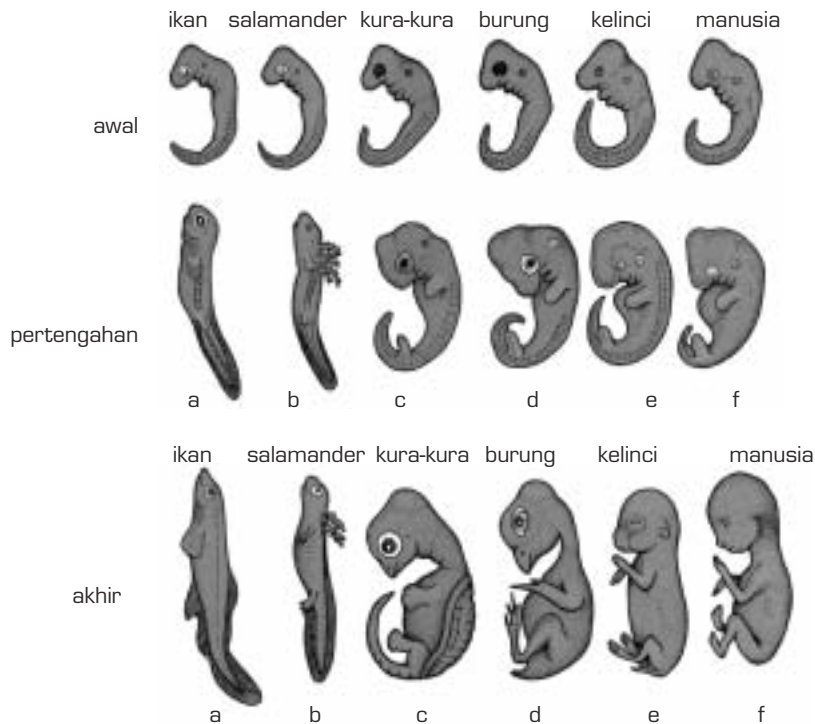 ikan salamander kura-kura burung kelinci manusia
awal
pertengahan
a b c d e f
ikan salamander kura-kura burung kelinci manusia
akhir
a b c d e f